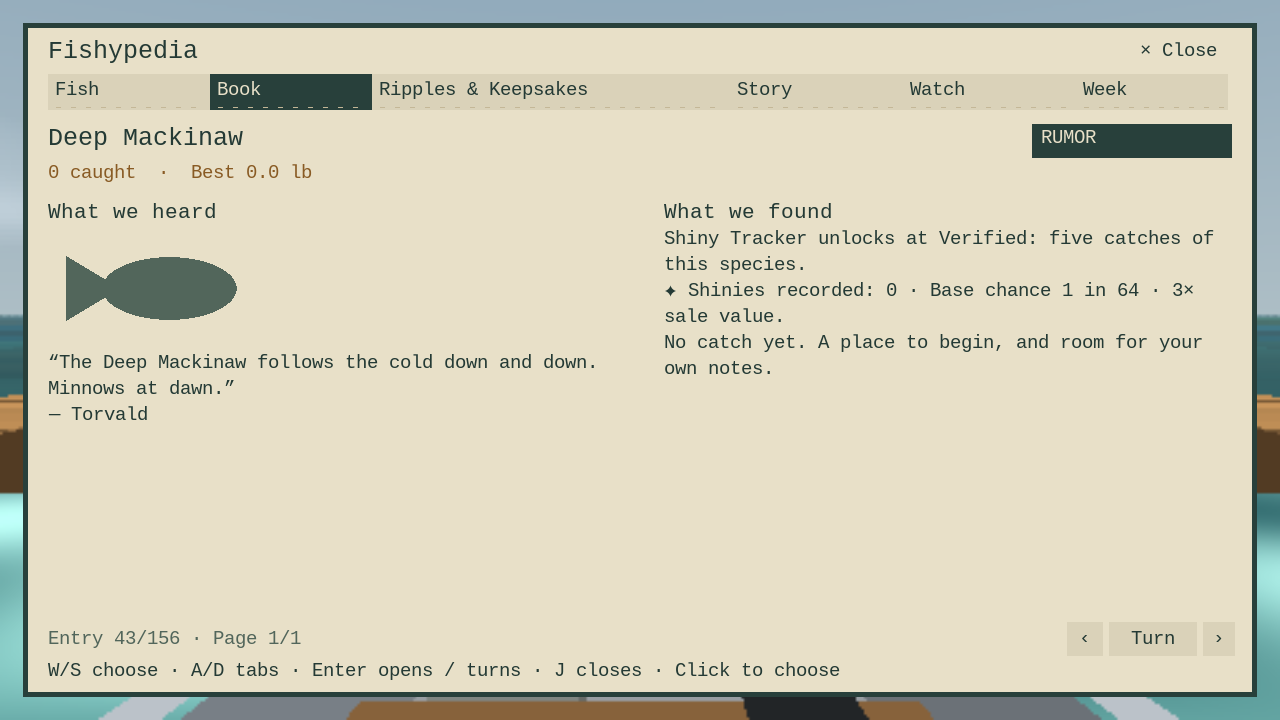 Fishypedia
× Close
Fish
Book
Ripples & Keepsakes
Story
Watch
Week
Deep Mackinaw
RUMOR
0 caught · Best 0.0 lb
What we heard
“The Deep Mackinaw follows the cold down and down.
Minnows at dawn.”
— Torvald
What we found
Shiny Tracker unlocks at Verified: five catches of
this species.
✦ Shinies recorded: 0 · Base chance 1 in 64 · 3×
sale value.
No catch yet. A place to begin, and room for your
own notes.
Entry 43/156 · Page 1/1
‹ Turn ›
W/S choose · A/D tabs · Enter opens / turns · J closes · Click to choose